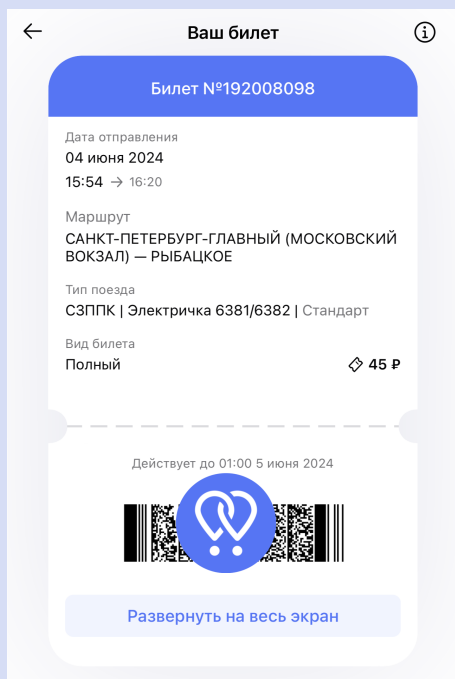 Ваш билет
Билет №192008098
Дата отправления
04 июня 2024
15:54 → 16:20
Маршрут
САНКТ-ПЕТЕРБУРГ-ГЛАВНЫЙ (МОСКОВСКИЙ
ВОКЗАЛ) — РЫБАЦКОЕ
Тип поезда
СЗППК | Электричка 6381/6382 | Стандарт
Вид билета
Полный 45 ₽
Действует до 01:00 5 июня 2024
Развернуть на весь экран